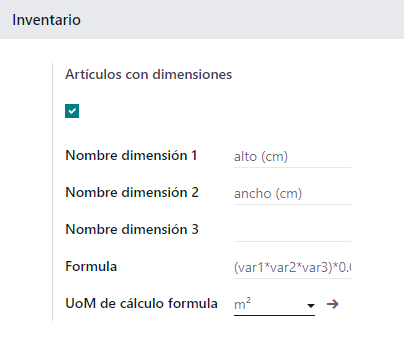 Inventario
Artículos con dimensiones
Nombre dimensión 1 alto (cm)
Nombre dimensión 2 ancho (cm)
Nombre dimensión 3
Formula (var1*var2*var3)*0.
UoM de cálculo formula m²